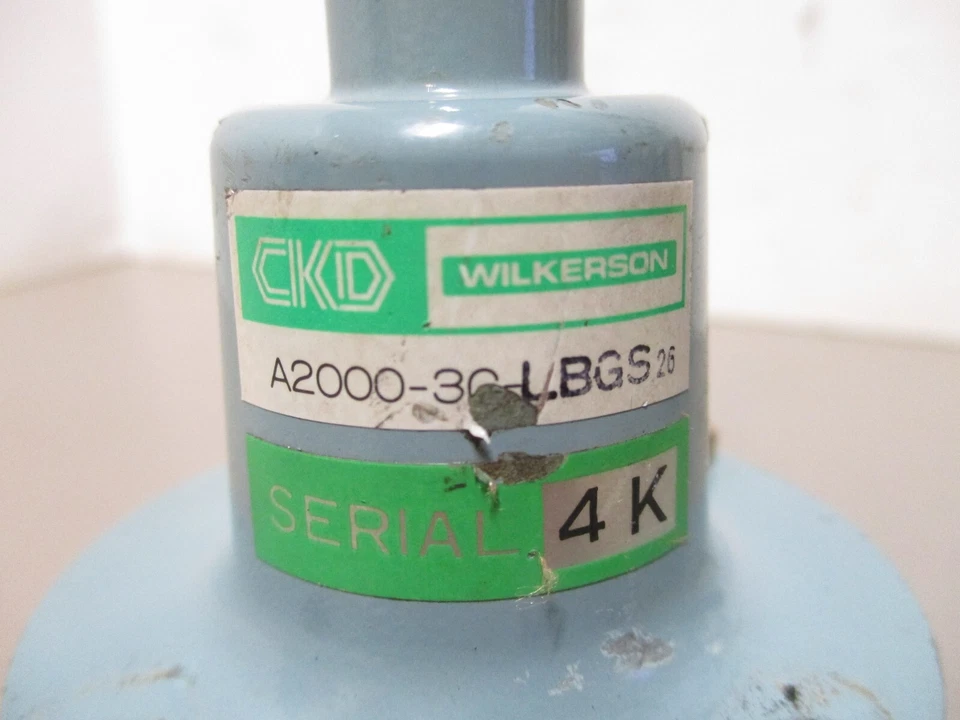 CKD WILKERSON
A2000-3C-LBGS 26
SERIAL 4K